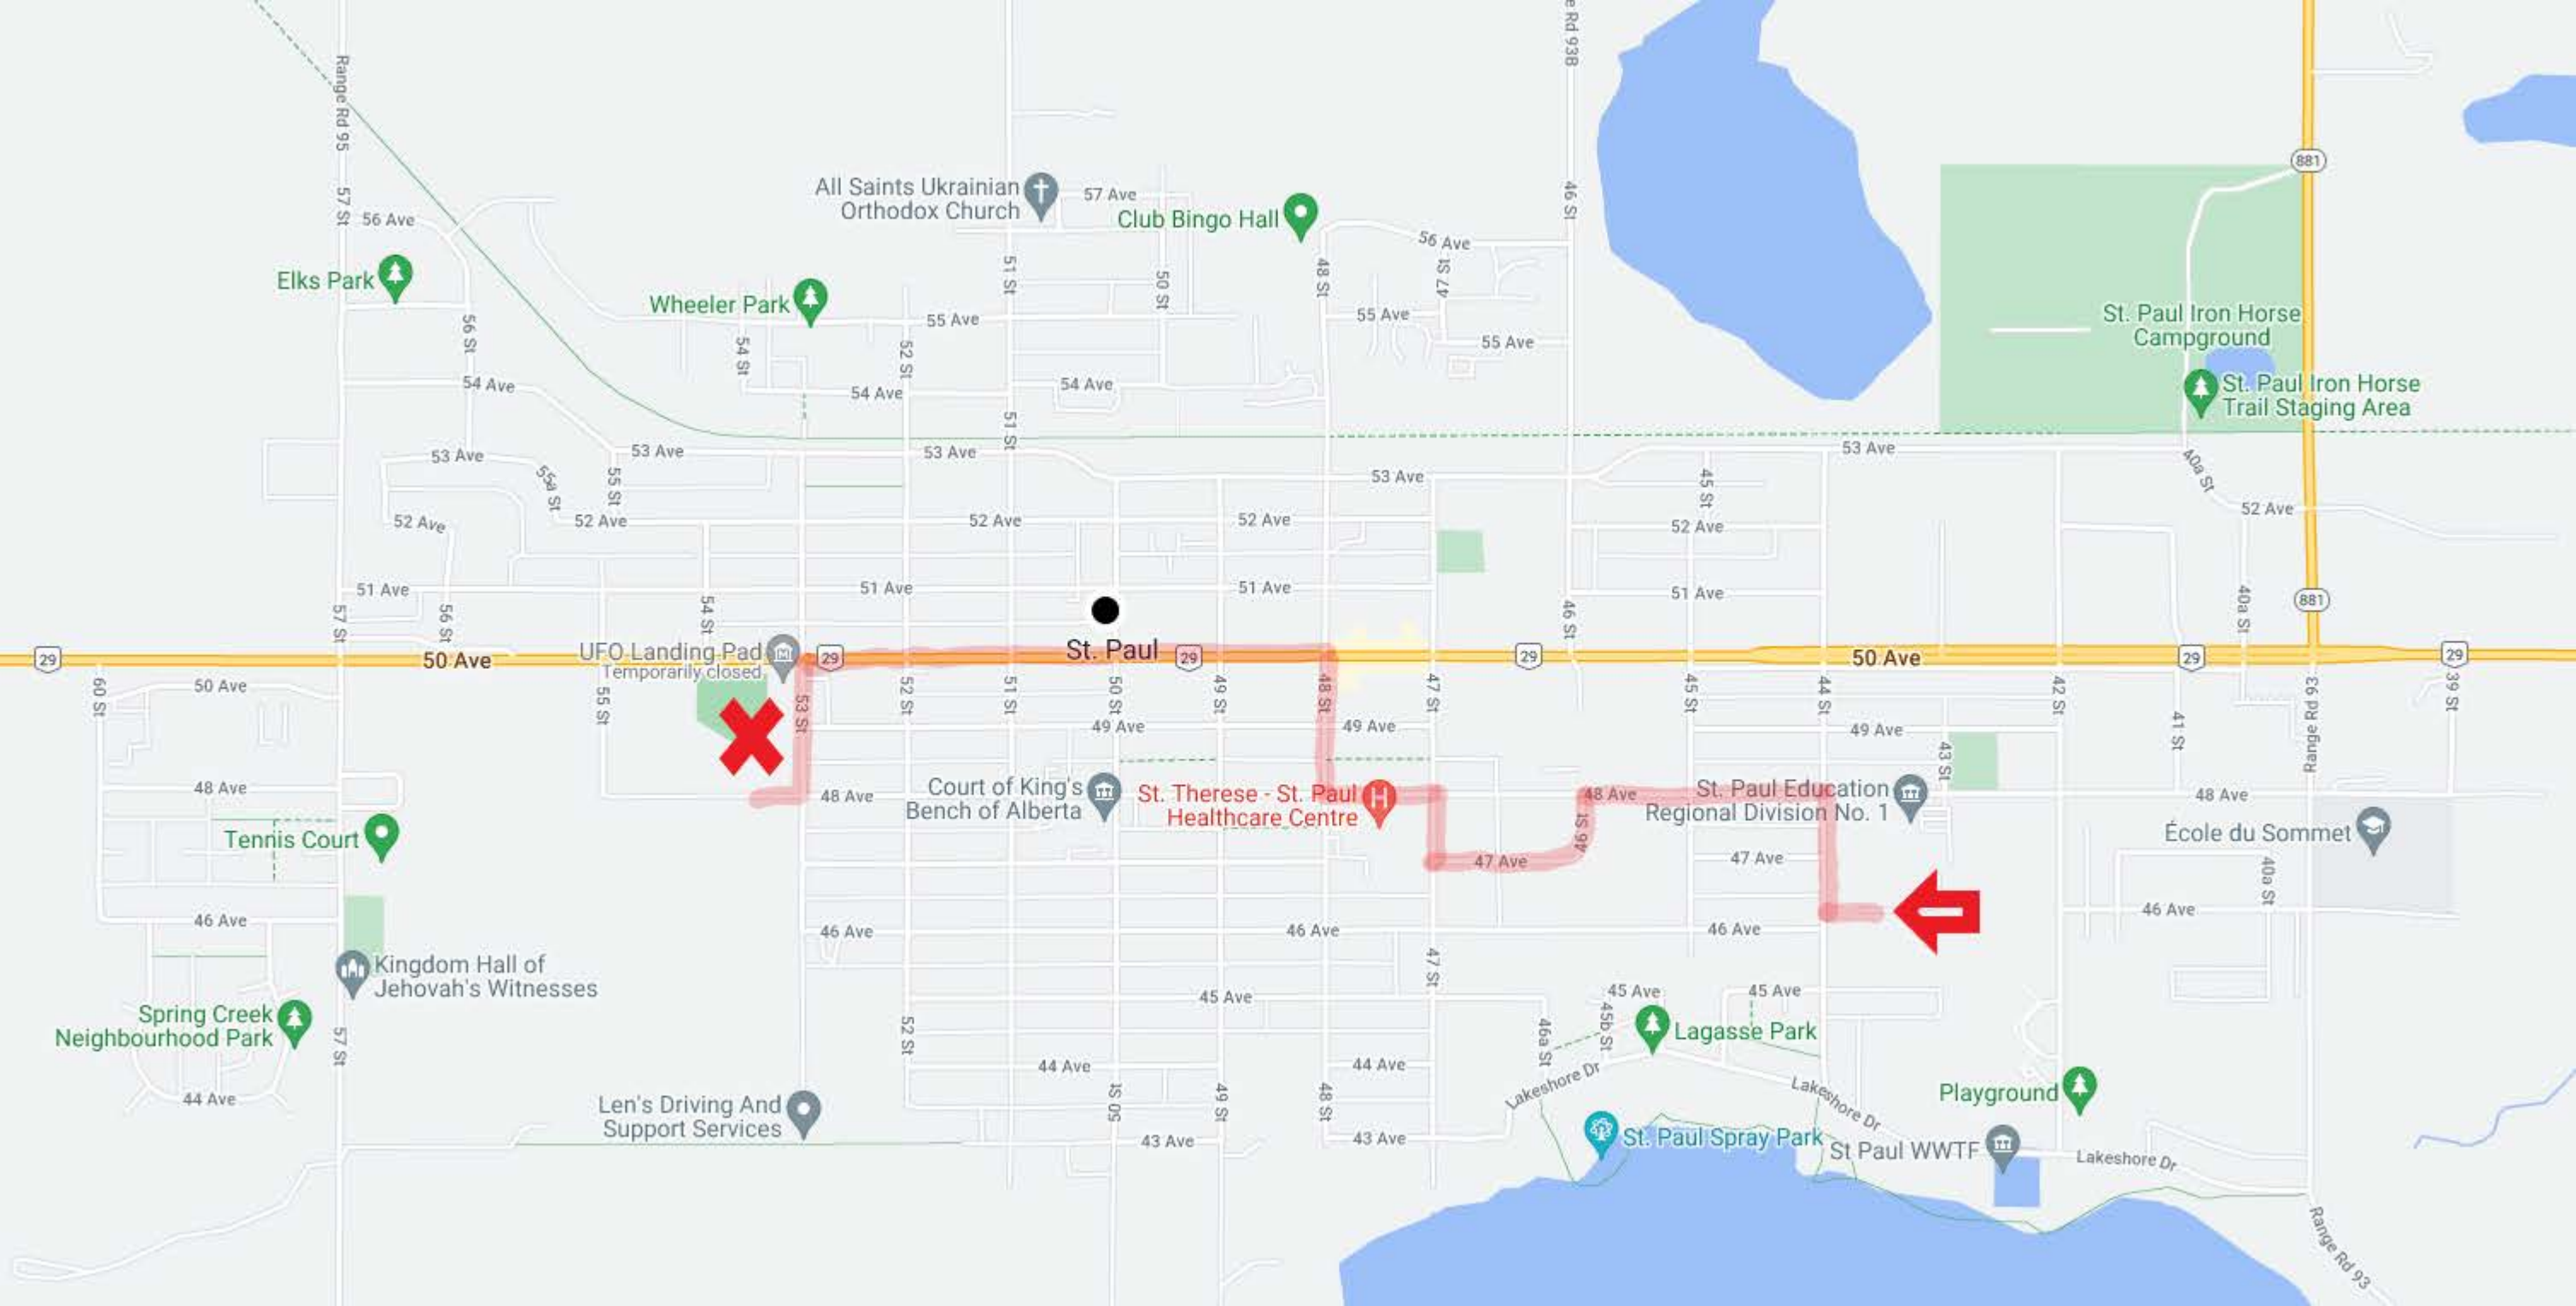 Range Rd 95
e Rd 93B
881
All Saints Ukrainian
Orthodox Church
57 Ave
Club Bingo Hall
57 St
56 Ave
46 St
56 Ave
Elks Park
Wheeler Park
51 St
50 St
48 St
47 St
55 Ave
55 Ave
55 Ave
St. Paul Iron Horse
Campground
56 St
54 St
52 St
54 Ave
54 Ave
54 Ave
St. Paul Iron Horse
Trail Staging Area
51 St
53 Ave
53 Ave
53 Ave
53 Ave
53 Ave
55a St
55 St
45 St
40a St
52 Ave
52 Ave
52 Ave
52 Ave
52 Ave
52 Ave
51 Ave
51 Ave
51 Ave
51 Ave
881
57 St
56 St
54 St
46 St
40a St
29
50 Ave
UFO Landing Pad
Temporarily closed
29
St. Paul
29
29
50 Ave
29
29
60 St
50 Ave
55 St
53 St
52 St
51 St
50 St
49 St
48 St
47 St
45 St
44 St
42 St
41 St
Range Rd 93
39 St
49 Ave
49 Ave
49 Ave
43 St
48 Ave
48 Ave
Court of King's
Bench of Alberta
St. Therese - St. Paul
Healthcare Centre
H
48 Ave
St. Paul Education
Regional Division No. 1
48 Ave
Tennis Court
46 St
47 Ave
47 Ave
École du Sommet
40a St
46 Ave
46 Ave
46 Ave
46 Ave
46 Ave
Kingdom Hall of
Jehovah's Witnesses
47 St
45 Ave
45 Ave
45 Ave
Spring Creek
Neighbourhood Park
57 St
52 St
46a St
45b St
Lagasse Park
44 Ave
44 Ave
44 Ave
Lakeshore Dr
Lakeshore Dr
Playground
Len's Driving And
Support Services
50 St
49 St
48 St
43 Ave
43 Ave
St. Paul Spray Park
St Paul WWTF
Lakeshore Dr
Range Rd 93